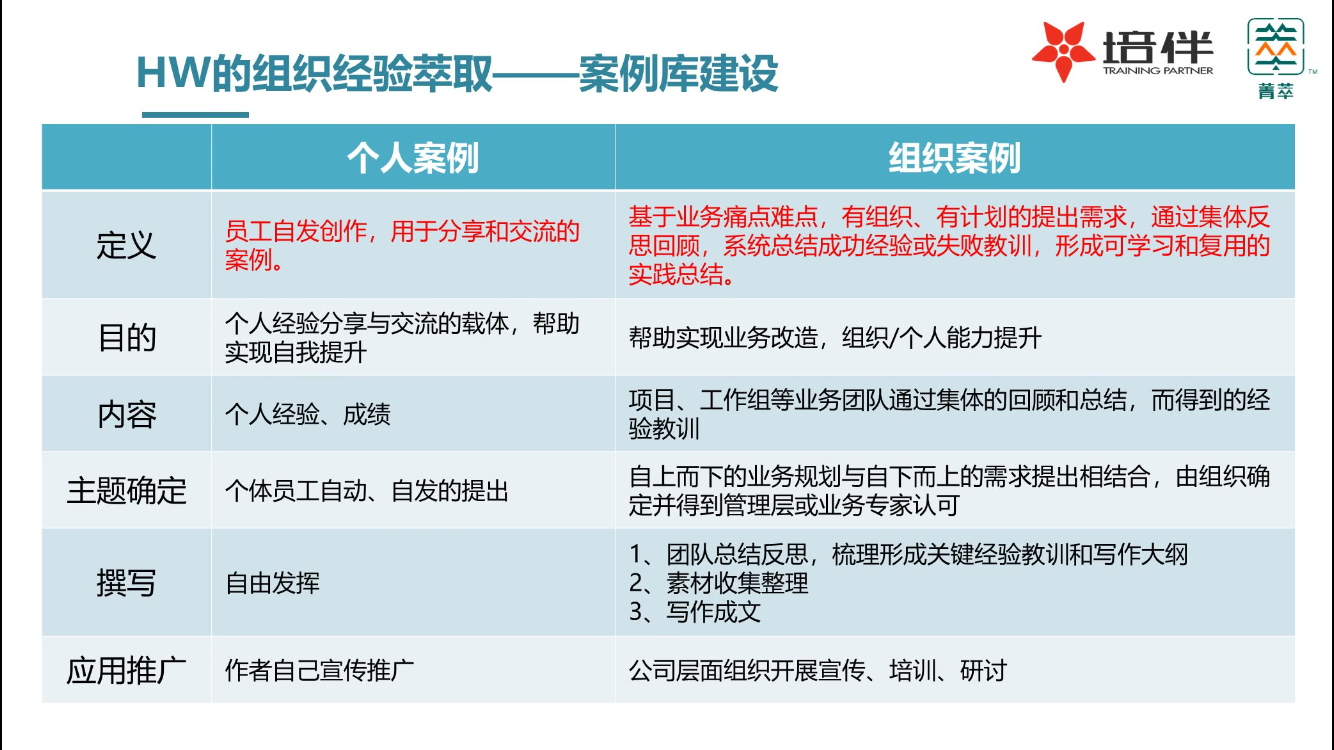 HW的组织经验萃取——案例库建设
培伴
TRAINING PARTNER
萃
TM
菁萃
个人案例
组织案例
定义
员工自发创作，用于分享和交流的
案例。
基于业务痛点难点，有组织、有计划的提出需求，通过集体反
思回顾，系统总结成功经验或失败教训，形成可学习和复用的
实践总结。
目的
个人经验分享与交流的载体，帮助
实现自我提升
帮助实现业务改造，组织/个人能力提升
内容
个人经验、成绩
项目、工作组等业务团队通过集体的回顾和总结，而得到的经
验教训
主题确定
个体员工自动、自发的提出
自上而下的业务规划与自下而上的需求提出相结合，由组织确
定并得到管理层或业务专家认可
撰写
自由发挥
1、团队总结反思，梳理形成关键经验教训和写作大纲
2、素材收集整理
3、写作成文
应用推广
作者自己宣传推广
公司层面组织开展宣传、培训、研讨